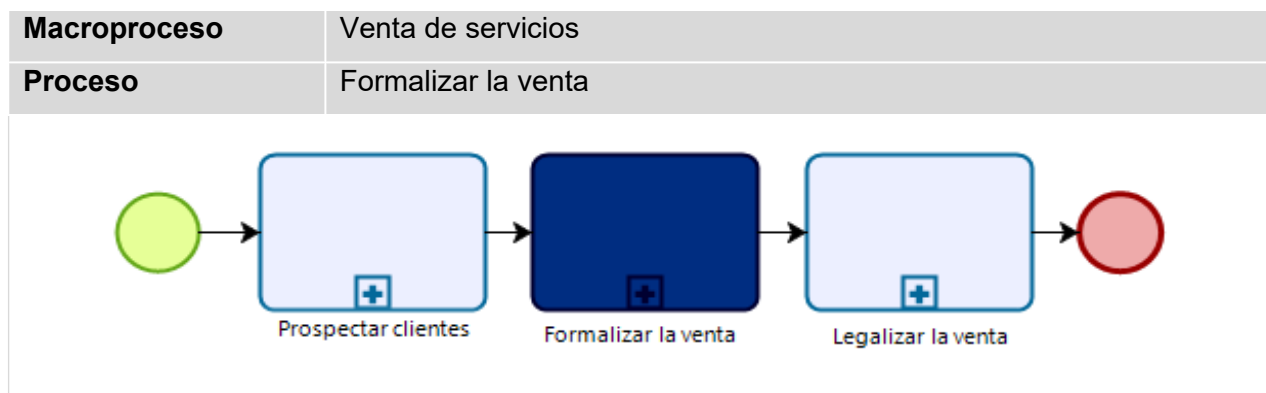 Macroproceso Venta de servicios
Proceso Formalizar la venta
Prospectar clientes Formalizar la venta Legalizar la venta